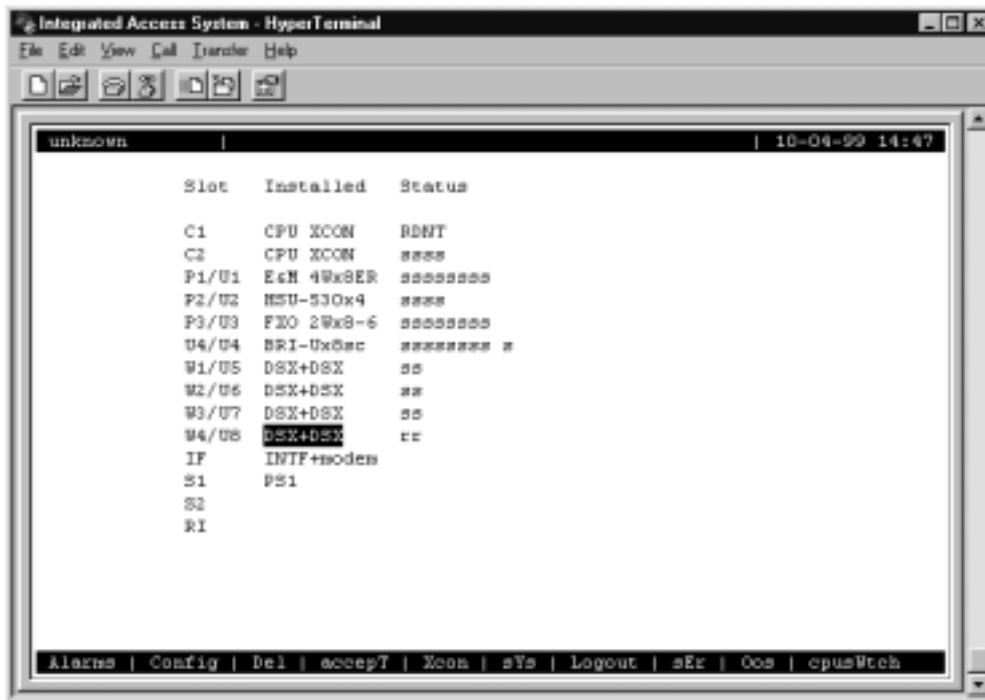 Integrated Access System - HyperTerminal
File Edit View Call Transfer Help
unknown | | 10-04-99 14:47
Slot Installed Status
C1 CPU XCON RDNT
C2 CPU XCON ssss
P1/U1 E&M 4Wx8ER ssssssss
P2/U2 HSU-530x4 ssss
P3/U3 FXO 2Wx8-6 ssssssss
U4/U4 BRI-Ux8sc ssssssss s
W1/U5 DSX+DSX ss
W2/U6 DSX+DSX ss
W3/U7 DSX+DSX ss
W4/U8 DSX+DSX rr
IF INTF+modem
S1 PS1
S2
RI
Alarms | Config | Del | accepT | Xcon | sYs | Logout | sEr | Oos | cpusWtch